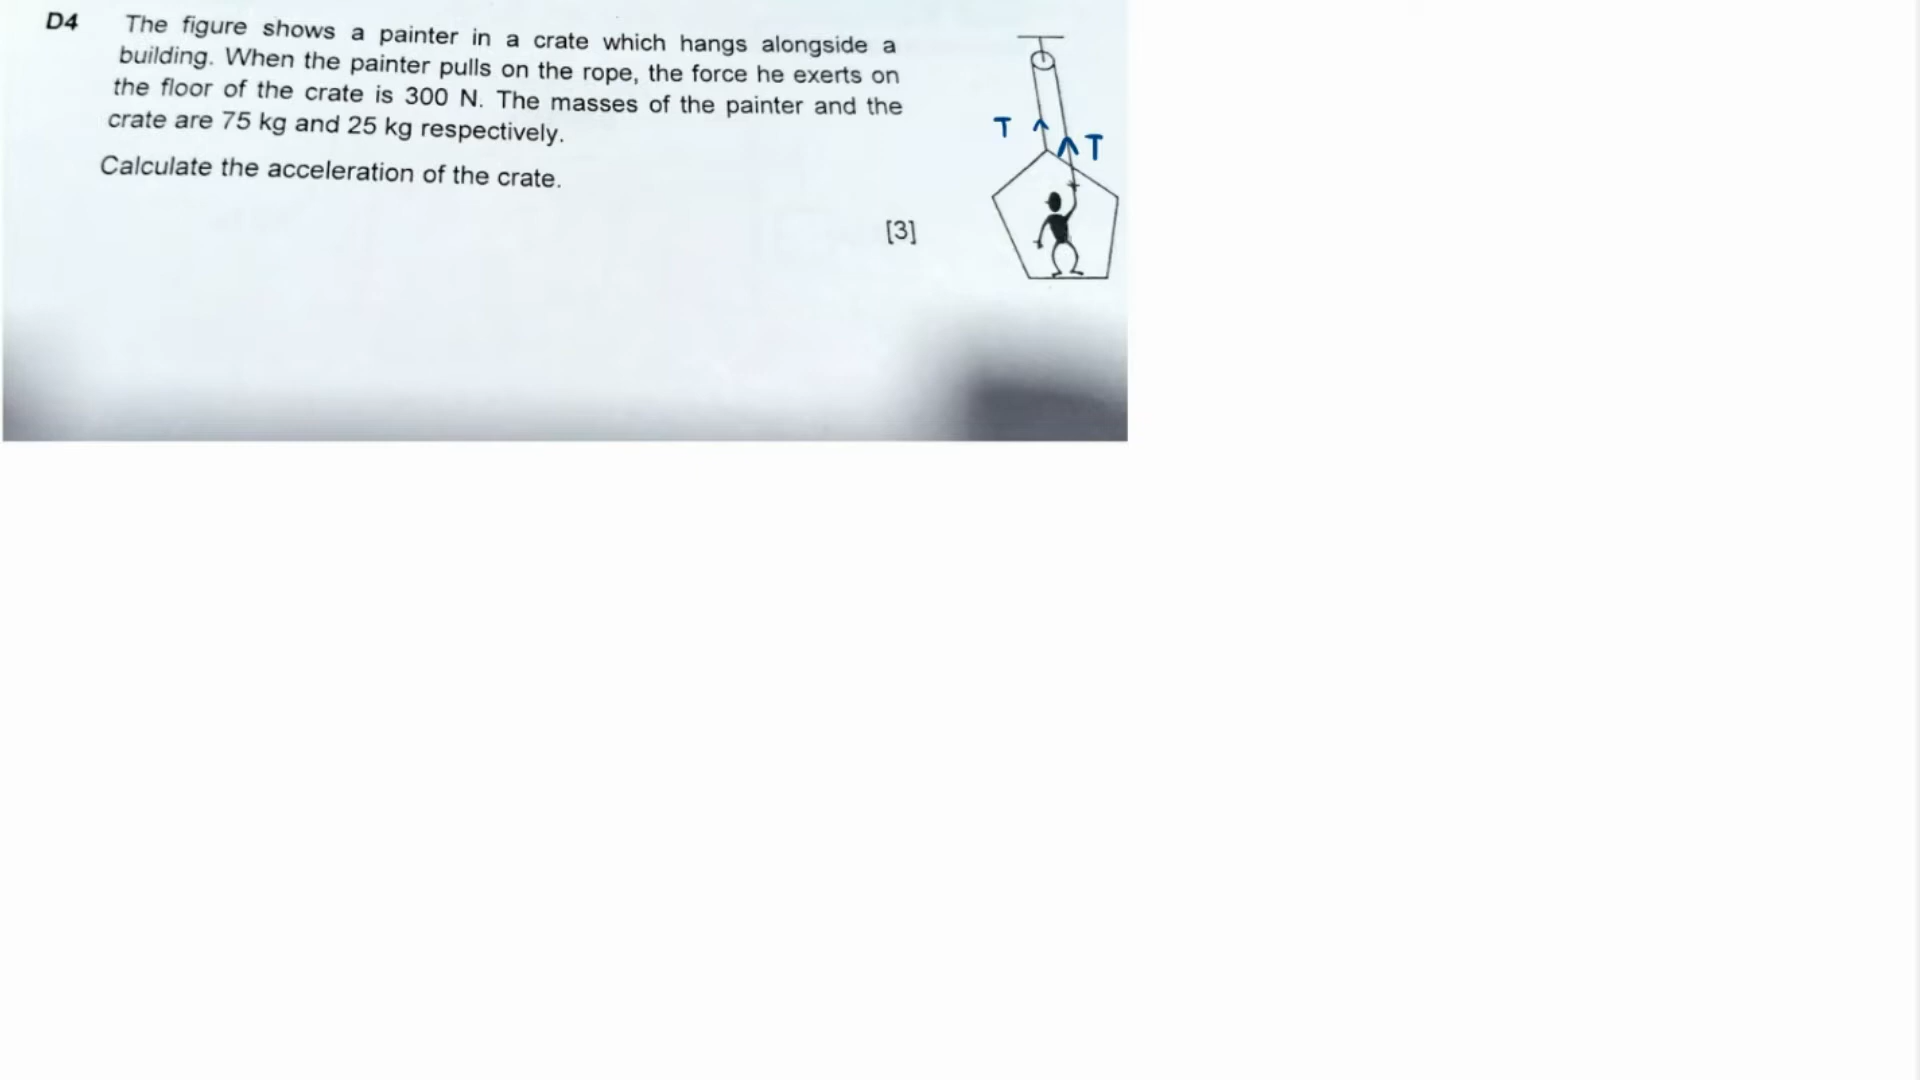 D4 The figure shows a painter in a crate which hangs alongside a
building. When the painter pulls on the rope, the force he exerts on
the floor of the crate is 300 N. The masses of the painter and the
crate are 75 kg and 25 kg respectively.
Calculate the acceleration of the crate.
[3]
T
T